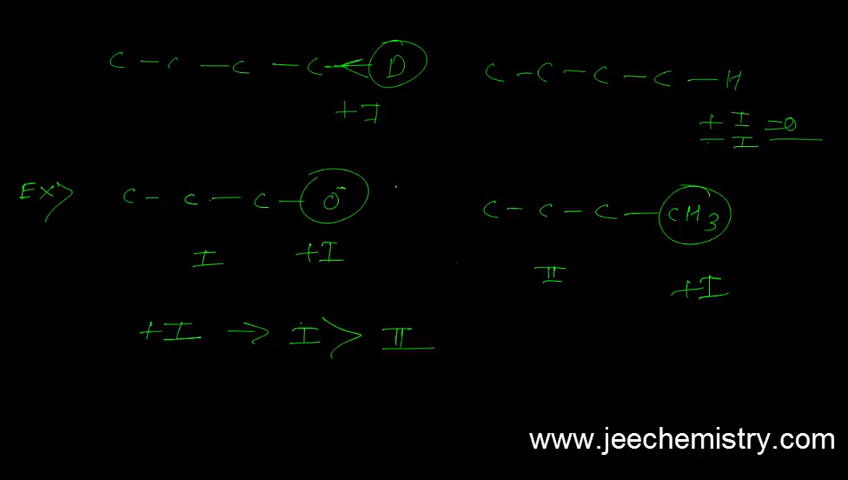 C - C - C - C ← D
C - C - C - C - H
+I
± I = 0
- I
Ex>
C - C - C - O⁻
C - C - C - CH3
I
+I
II
+I
+I → I > II
www.jeechemistry.com